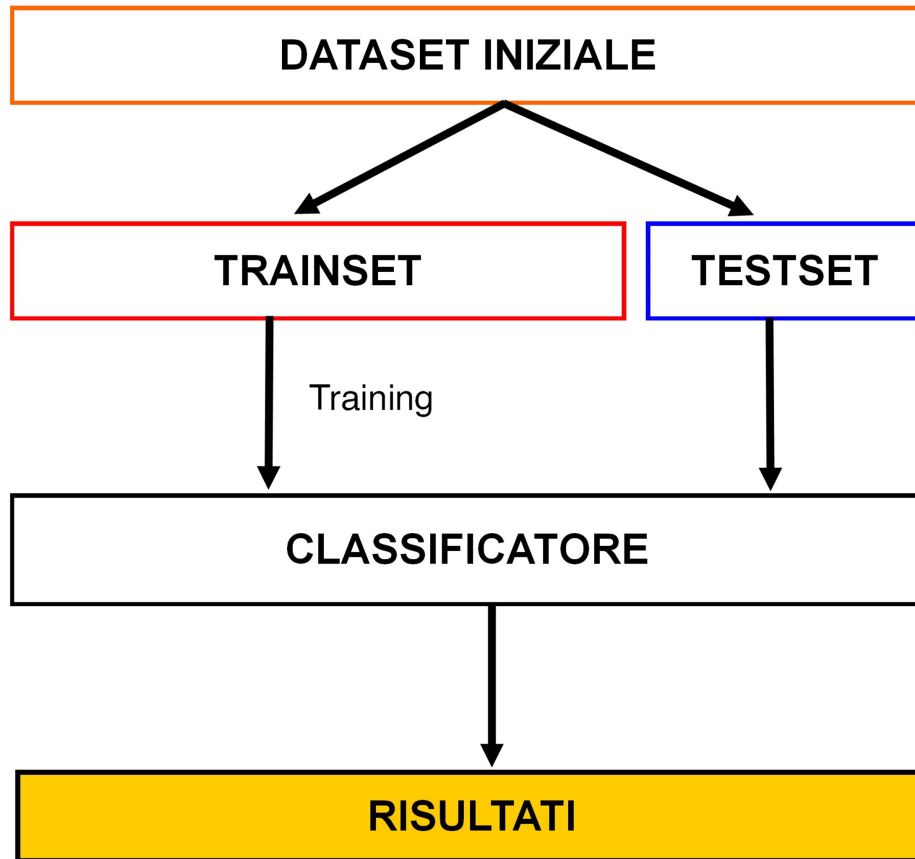 DATASET INIZIALE
TRAINSET
TESTSET
Training
CLASSIFICATORE
RISULTATI